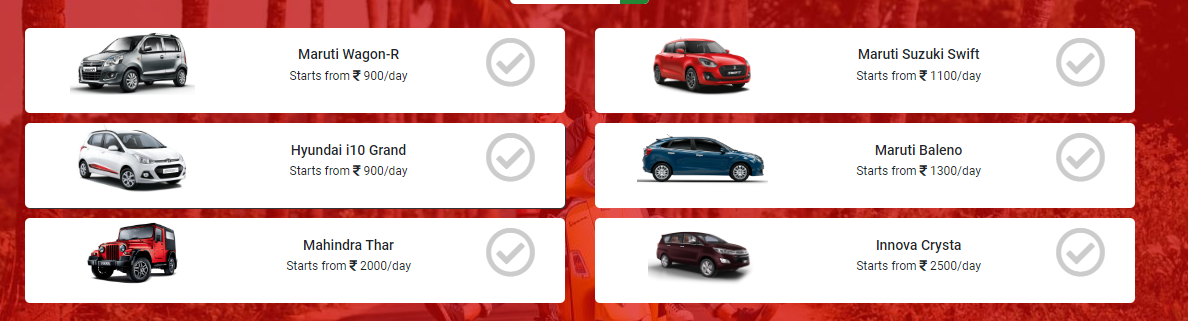 Maruti Wagon-R
Starts from ₹ 900/day
Maruti Suzuki Swift
Starts from ₹ 1100/day
Hyundai i10 Grand
Starts from ₹ 900/day
Maruti Baleno
Starts from ₹ 1300/day
Mahindra Thar
Starts from ₹ 2000/day
Innova Crysta
Starts from ₹ 2500/day